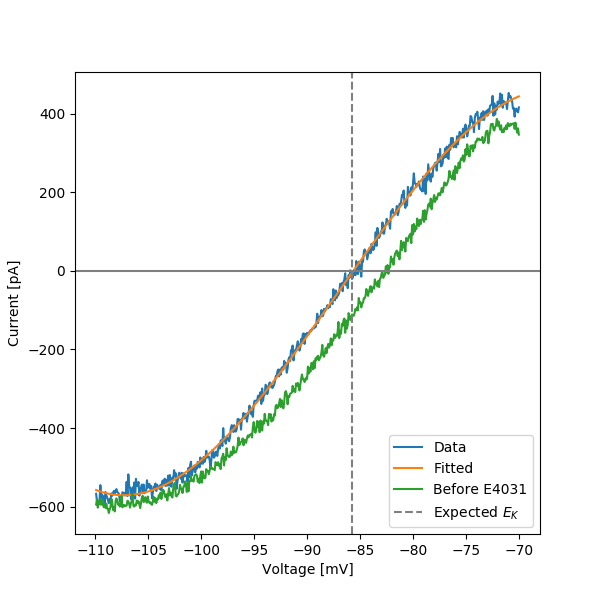 400
200
0
−200
−400
−600
Current [pA]
−110
−105
−100
−95
−90
−85
−80
−75
−70
Voltage [mV]
Data
Fitted
Before E4031
Expected E_K